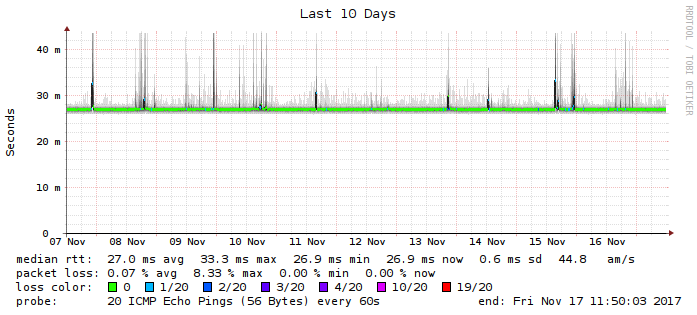 Last 10 Days
RRDTOOL / TOBI OETIKER
Seconds
40 m
30 m
20 m
10 m
0
07 Nov 08 Nov 09 Nov 10 Nov 11 Nov 12 Nov 13 Nov 14 Nov 15 Nov 16 Nov
median rtt: 27.0 ms avg 33.3 ms max 26.9 ms min 26.9 ms now 0.6 ms sd 44.8 am/s
packet loss: 0.07 % avg 8.33 % max 0.00 % min 0.00 % now
loss color: 0 1/20 2/20 3/20 4/20 10/20 19/20
probe: 20 ICMP Echo Pings (56 Bytes) every 60s end: Fri Nov 17 11:50:03 2017